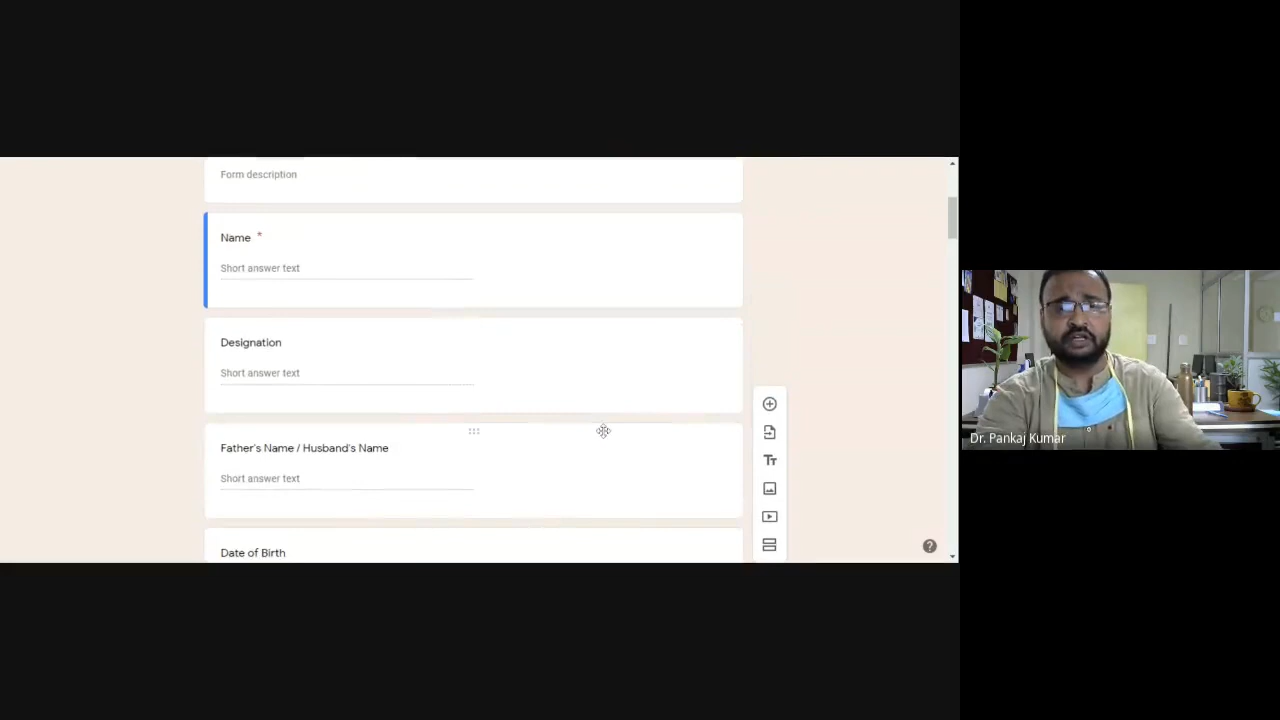 Form description
Name *
Short answer text
Designation
Short answer text
Father's Name / Husband's Name
Short answer text
Date of Birth
Dr. Pankaj Kumar